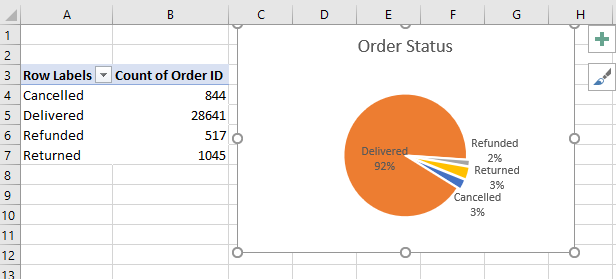 A B C D E F G H
1
2
3 Row Labels Count of Order ID
4 Cancelled 844
5 Delivered 28641
6 Refunded 517
7 Returned 1045
8
9
10
11
12
13
Order Status
Delivered
92%
Refunded
2%
Returned
3%
Cancelled
3%